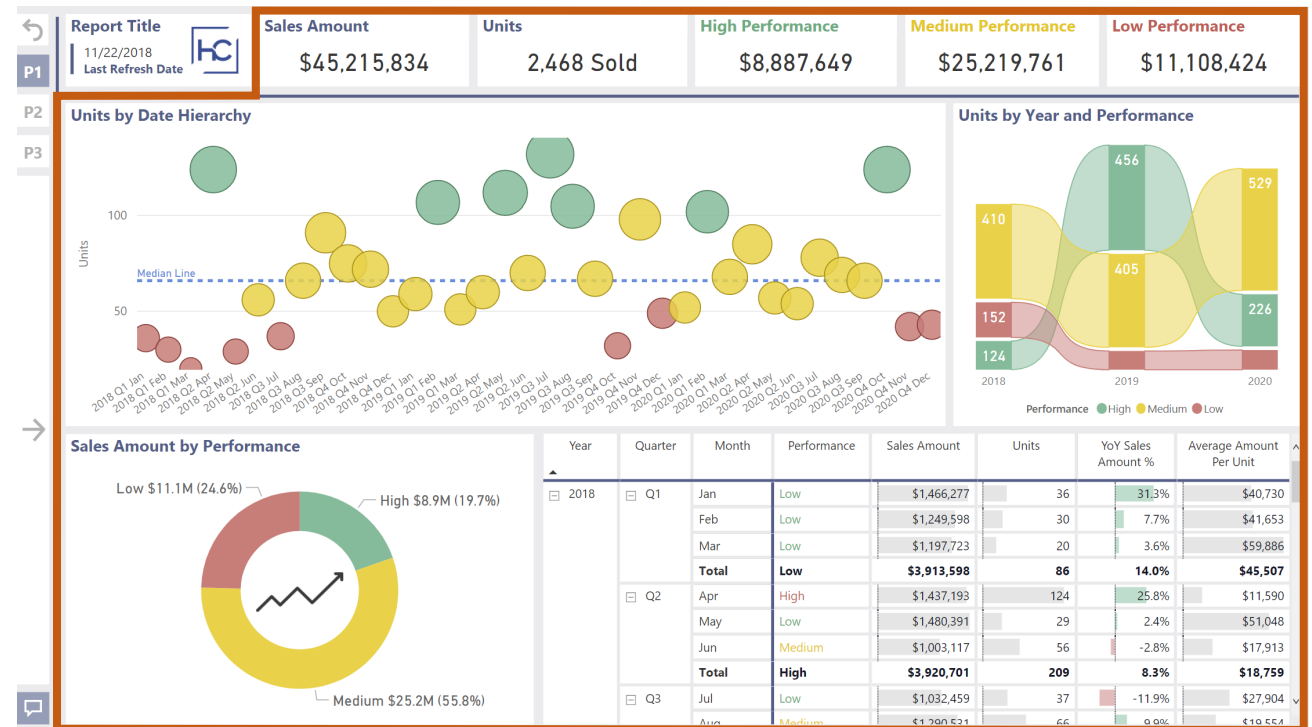 Report Title
11/22/2018
Last Refresh Date
hC
P1
P2
P3
Sales Amount
$45,215,834
Units
2,468 Sold
High Performance
$8,887,649
Medium Performance
$25,219,761
Low Performance
$11,108,424
Units by Date Hierarchy
Units
100
50
Median Line
2018 Q1 Jan
2018 Q1 Feb
2018 Q1 Mar
2018 Q2 Apr
2018 Q2 May
2018 Q2 Jun
2018 Q3 Jul
2018 Q3 Aug
2018 Q3 Sep
2018 Q4 Oct
2018 Q4 Nov
2018 Q4 Dec
2019 Q1 Jan
2019 Q1 Feb
2019 Q1 Mar
2019 Q2 Apr
2019 Q2 May
2019 Q2 Jun
2019 Q3 Jul
2019 Q3 Aug
2019 Q3 Sep
2019 Q4 Oct
2019 Q4 Nov
2019 Q4 Dec
2020 Q1 Jan
2020 Q1 Feb
2020 Q1 Mar
2020 Q2 Apr
2020 Q2 May
2020 Q2 Jun
2020 Q3 Jul
2020 Q3 Aug
2020 Q3 Sep
2020 Q4 Oct
2020 Q4 Nov
2020 Q4 Dec
Units by Year and Performance
456
529
410
405
152
226
124
2018 2019 2020
Performance High Medium Low
Sales Amount by Performance
Low $11.1M (24.6%)
High $8.9M (19.7%)
Medium $25.2M (55.8%)
Year Quarter Month Performance Sales Amount Units YoY Sales Average Amount
Amount % Per Unit
2018 Q1 Jan Low $1,466,277 36 31.3% $40,730
Feb Low $1,249,598 30 7.7% $41,653
Mar Low $1,197,723 20 3.6% $59,886
Total Low $3,913,598 86 14.0% $45,507
Q2 Apr High $1,437,193 124 25.8% $11,590
May Low $1,480,391 29 2.4% $51,048
Jun Medium $1,003,117 56 -2.8% $17,913
Total High $3,920,701 209 8.3% $18,759
Q3 Jul Low $1,032,459 37 -11.9% $27,904
Aug Medium $1,290,531 66 9.9% $19,554